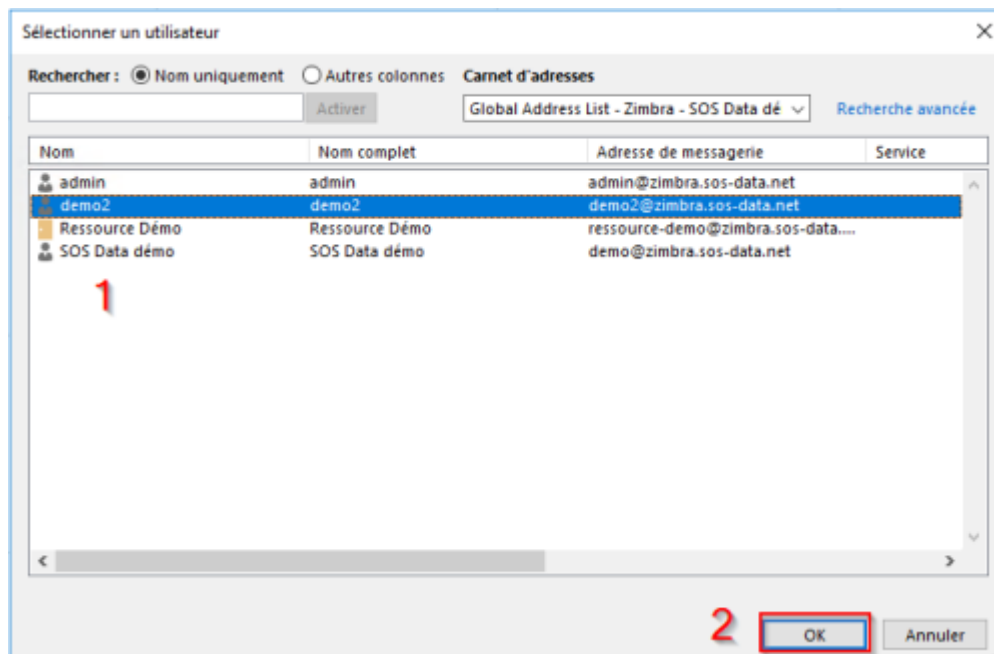 Sélectionner un utilisateur
Rechercher : Nom uniquement Autres colonnes Carnet d'adresses
Activer Global Address List - Zimbra - SOS Data dé Recherche avancée
Nom Nom complet Adresse de messagerie Service
admin admin admin@zimbra.sos-data.net
demo2 demo2 demo2@zimbra.sos-data.net
Ressource Démo Ressource Démo ressource-demo@zimbra.sos-data....
SOS Data démo SOS Data démo demo@zimbra.sos-data.net
1
2 OK Annuler